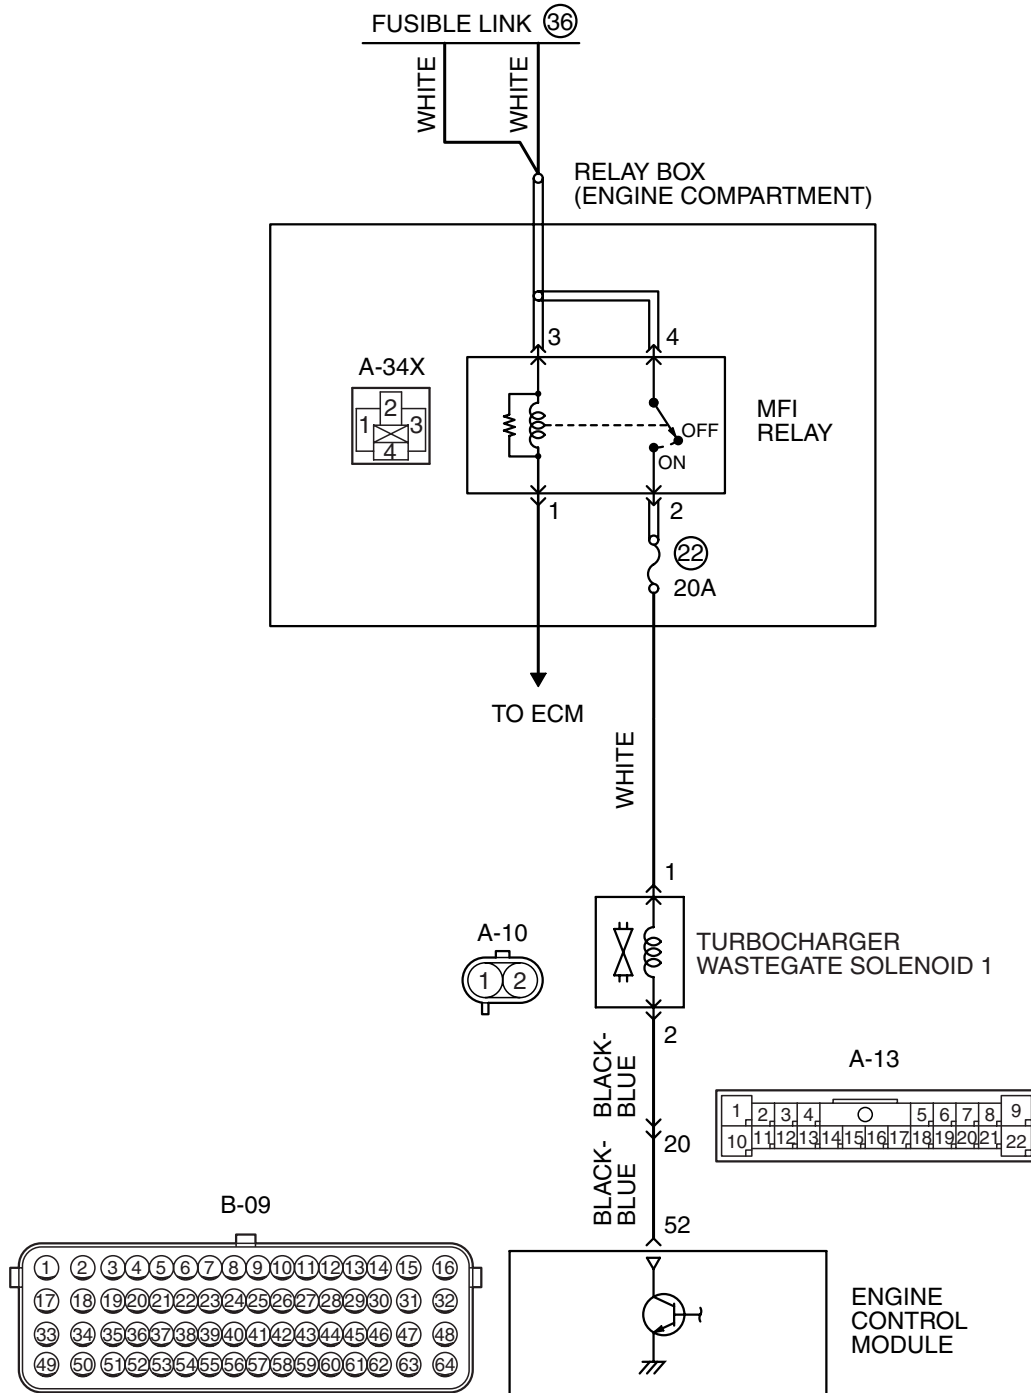 FUSIBLE LINK 36
WHITE
WHITE
RELAY BOX
(ENGINE COMPARTMENT)
3
4
A-34X
2
1
3
4
MFI
RELAY
OFF
ON
1
2
22
20A
TO ECM
WHITE
1
A-10
1 2
TURBOCHARGER
WASTEGATE SOLENOID 1
2
BLACK-
BLUE
A-13
1 2 3 4 5 6 7 8 9
10 11 12 13 14 15 16 17 18 19 20 21 22
20
BLACK-
BLUE
52
B-09
1 2 3 4 5 6 7 8 9 10 11 12 13 14 15 16
17 18 19 20 21 22 23 24 25 26 27 28 29 30 31 32
33 34 35 36 37 38 39 40 41 42 43 44 45 46 47 48
49 50 51 52 53 54 55 56 57 58 59 60 61 62 63 64
ENGINE
CONTROL
MODULE